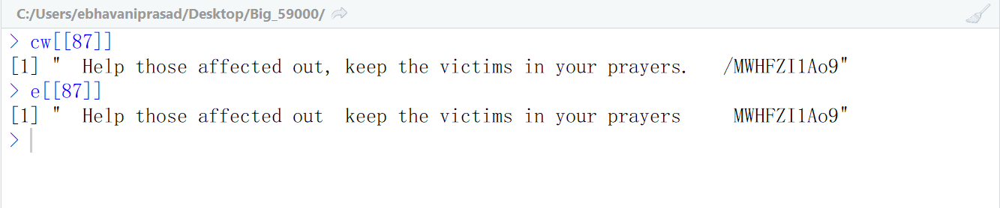 C:/Users/ebhavaniprasad/Desktop/Big_59000/
> cw[[87]]
[1] "  Help those affected out, keep the victims in your prayers.   /MWHFZI1Ao9"
> e[[87]]
[1] "  Help those affected out  keep the victims in your prayers     MWHFZI1Ao9"
>